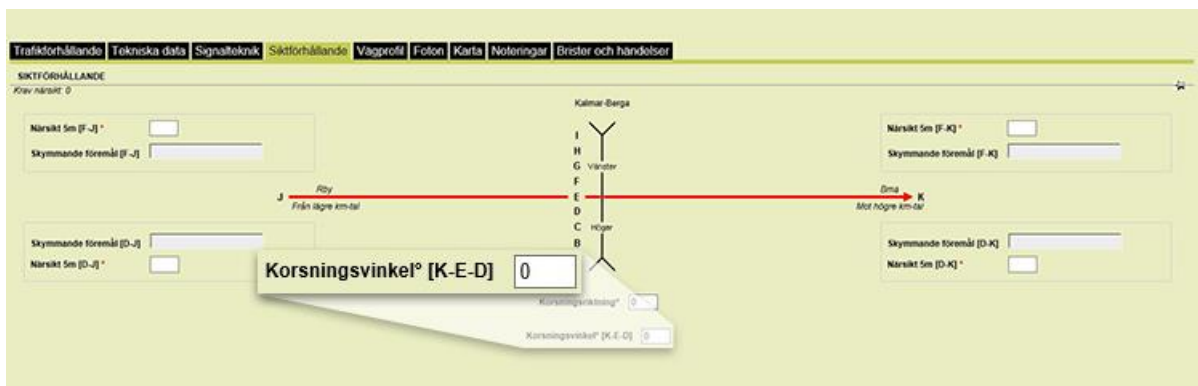 Trafikförhållande Tekniska data Signalteknik Siktförhållande Vägprofil Foton Karta Noteringar Brister och händelser
SIKTFÖRHÅLLANDE
Krav närsikt: 0
Kalmar-Berga
Närsikt 5m [F-J] *
Skymmande föremål [F-J]
Närsikt 5m [F-K] *
Skymmande föremål [F-K]
I
H
G Vänster
F
J Rby E Bma K
Från lägre km-tal Mot högre km-tal
D
C Höger
B
Skymmande föremål [D-J]
Närsikt 5m [D-J] *
Skymmande föremål [D-K]
Närsikt 5m [D-K] *
Korsningsvinkel° [K-E-D] 0
Korsningsriktning° 0
Korsningsvinkel° [K-E-D] 0